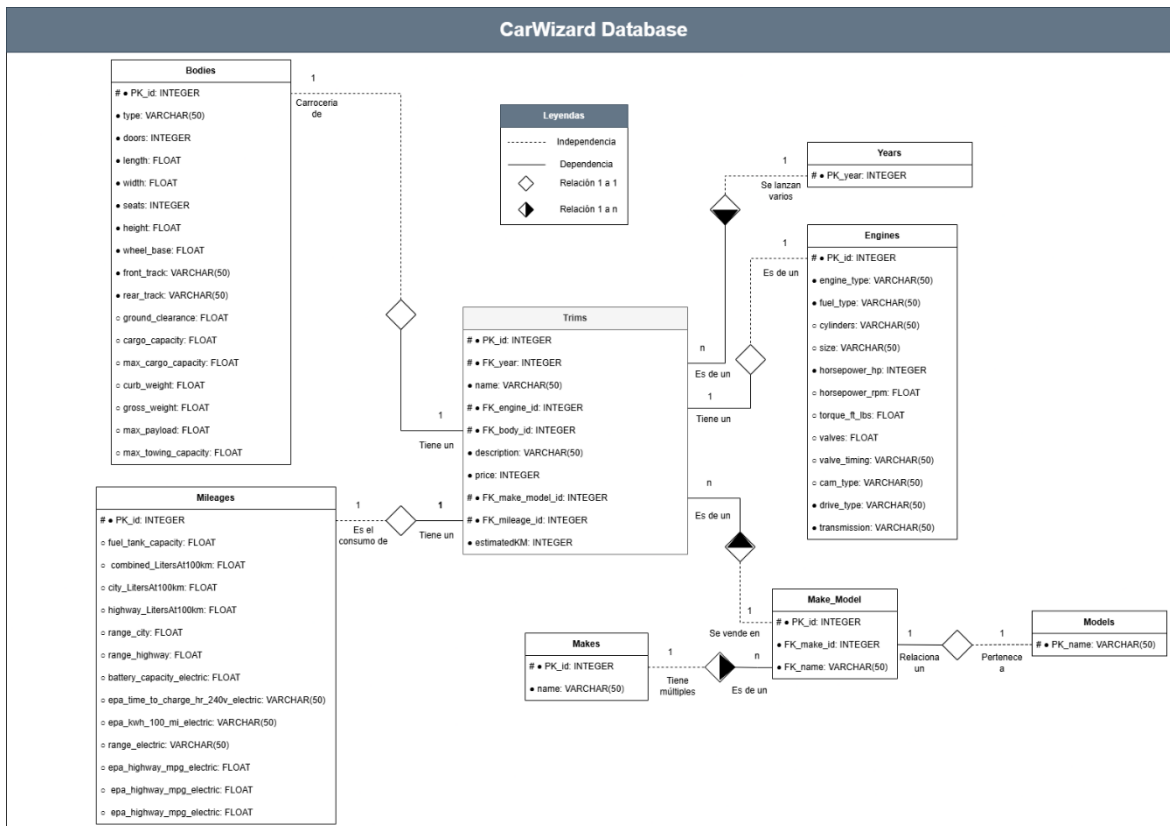 CarWizard Database
Bodies
# ● PK_id: INTEGER
● type: VARCHAR(50)
● doors: INTEGER
● length: FLOAT
● width: FLOAT
● seats: INTEGER
● height: FLOAT
● wheel_base: FLOAT
● front_track: VARCHAR(50)
● rear_track: VARCHAR(50)
○ ground_clearance: FLOAT
○ cargo_capacity: FLOAT
○ max_cargo_capacity: FLOAT
○ curb_weight: FLOAT
○ gross_weight: FLOAT
○ max_payload: FLOAT
○ max_towing_capacity: FLOAT
1
Carroceria
de
1
Tiene un
Leyendas
Independencia
Dependencia
Relación 1 a 1
Relación 1 a n
Years
# ● PK_year: INTEGER
1
Se lanzan
varios
n
Es de un
Engines
# ● PK_id: INTEGER
● engine_type: VARCHAR(50)
● fuel_type: VARCHAR(50)
○ cylinders: VARCHAR(50)
○ size: VARCHAR(50)
● horsepower_hp: INTEGER
○ horsepower_rpm: FLOAT
○ torque_ft_lbs: FLOAT
○ valves: FLOAT
○ valve_timing: VARCHAR(50)
○ cam_type: VARCHAR(50)
● drive_type: VARCHAR(50)
● transmission: VARCHAR(50)
1
Es de un
1
Tiene un
Trims
# ● PK_id: INTEGER
# ● FK_year: INTEGER
● name: VARCHAR(50)
# ● FK_engine_id: INTEGER
# ● FK_body_id: INTEGER
● description: VARCHAR(50)
● price: INTEGER
# ● FK_make_model_id: INTEGER
# ● FK_mileage_id: INTEGER
● estimatedKM: INTEGER
Mileages
# ● PK_id: INTEGER
○ fuel_tank_capacity: FLOAT
○ combined_LitersAt100km: FLOAT
○ city_LitersAt100km: FLOAT
○ highway_LitersAt100km: FLOAT
○ range_city: FLOAT
○ range_highway: FLOAT
○ battery_capacity_electric: FLOAT
○ epa_time_to_charge_hr_240v_electric: VARCHAR(50)
○ epa_kwh_100_mi_electric: VARCHAR(50)
○ range_electric: VARCHAR(50)
○ epa_highway_mpg_electric: FLOAT
○ epa_highway_mpg_electric: FLOAT
○ epa_highway_mpg_electric: FLOAT
1
Es el
consumo de
1
Tiene un
n
Es de un
1
Se vende en
Make_Model
# ● PK_id: INTEGER
● FK_make_id: INTEGER
● FK_name: VARCHAR(50)
Makes
# ● PK_id: INTEGER
● name: VARCHAR(50)
1
Tiene
múltiples
n
Es de un
1
Relaciona
un
1
Pertenece
a
Models
# ● PK_name: VARCHAR(50)